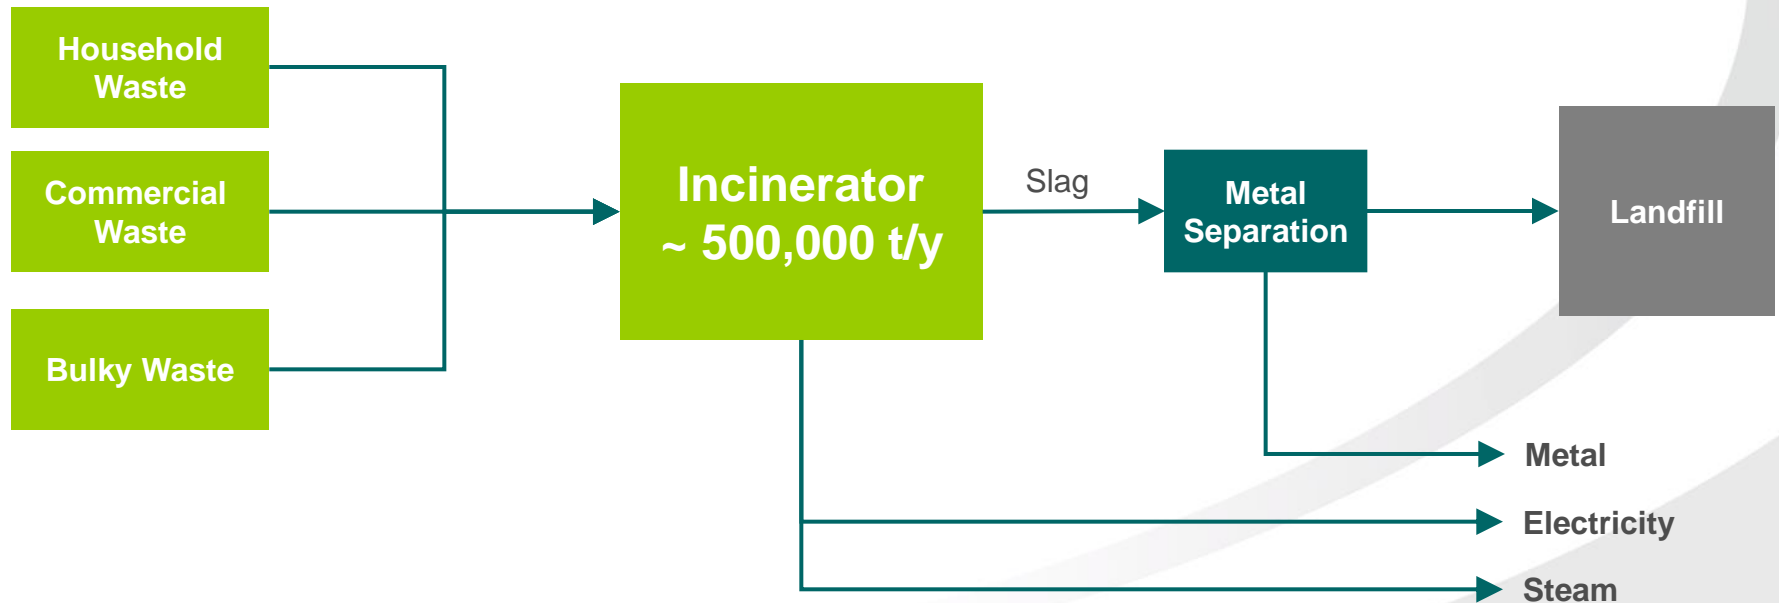 Household
Waste
Commercial
Waste
Bulky Waste
Incinerator
~ 500,000 t/y
Slag
Metal
Separation
Landfill
Metal
Electricity
Steam